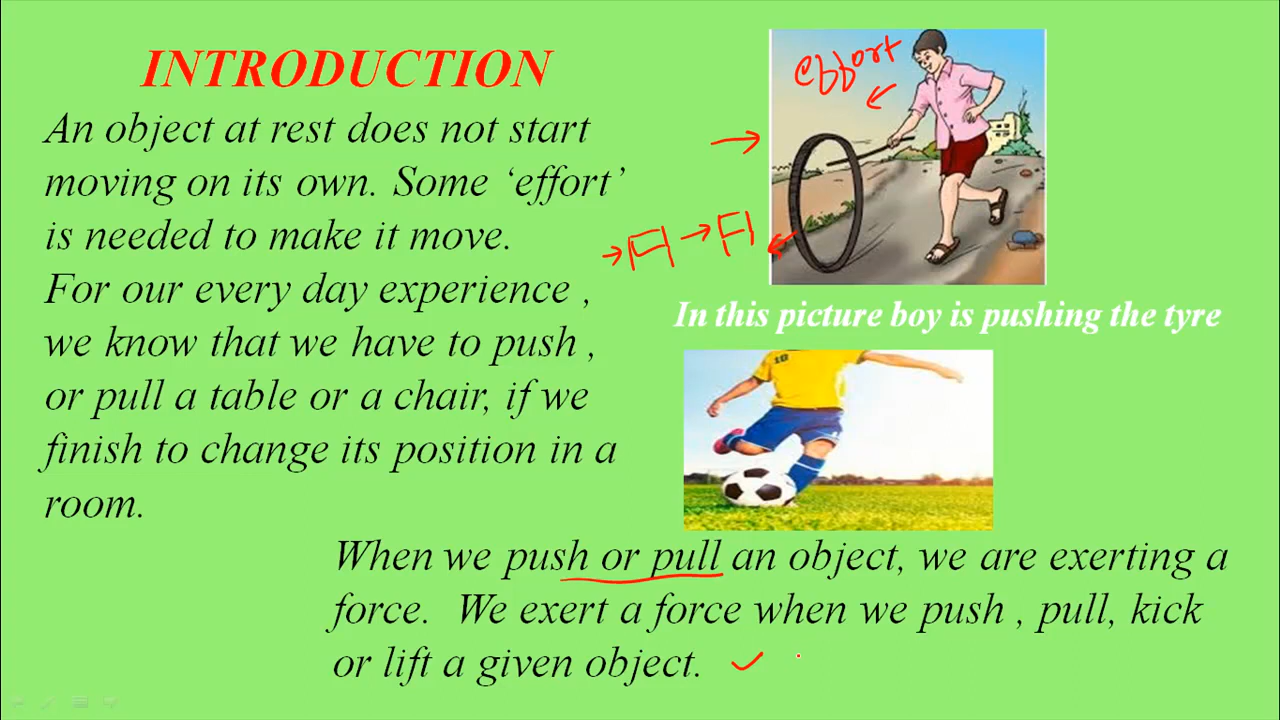 INTRODUCTION
An object at rest does not start
moving on its own. Some ‘effort’
is needed to make it move.
For our every day experience ,
we know that we have to push ,
or pull a table or a chair, if we
finish to change its position in a
room.
effort
In this picture boy is pushing the tyre
10
When we push or pull an object, we are exerting a
force. We exert a force when we push , pull, kick
or lift a given object.